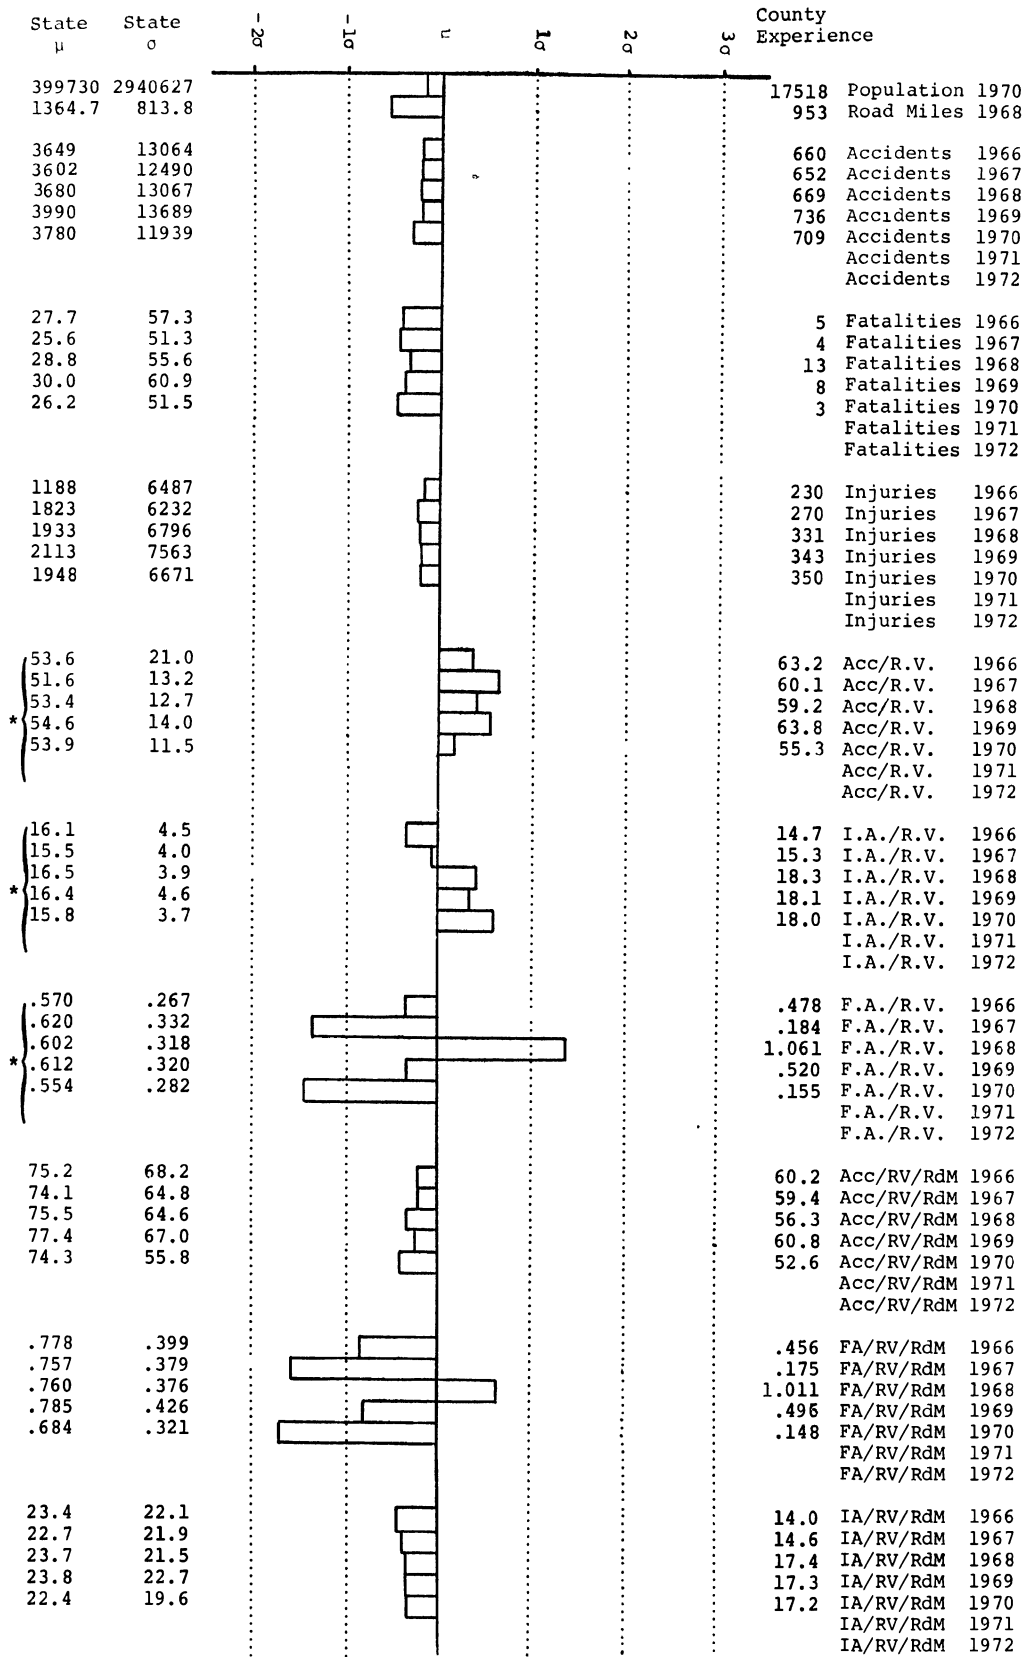 State State -2σ -1σ μ 1σ 2σ 3σ County
μ σ Experience
399730 2940627 17518 Population 1970
1364.7 813.8 953 Road Miles 1968
3649 13064 660 Accidents 1966
3602 12490 652 Accidents 1967
3680 13067 669 Accidents 1968
3990 13689 736 Accidents 1969
3780 11939 709 Accidents 1970
Accidents 1971
Accidents 1972
27.7 57.3 5 Fatalities 1966
25.6 51.3 4 Fatalities 1967
28.8 55.6 13 Fatalities 1968
30.0 60.9 8 Fatalities 1969
26.2 51.5 3 Fatalities 1970
Fatalities 1971
Fatalities 1972
1188 6487 230 Injuries 1966
1823 6232 270 Injuries 1967
1933 6796 331 Injuries 1968
2113 7563 343 Injuries 1969
1948 6671 350 Injuries 1970
Injuries 1971
Injuries 1972
53.6 21.0 63.2 Acc/R.V. 1966
51.6 13.2 60.1 Acc/R.V. 1967
53.4 12.7 59.2 Acc/R.V. 1968
* 54.6 14.0 63.8 Acc/R.V. 1969
53.9 11.5 55.3 Acc/R.V. 1970
Acc/R.V. 1971
Acc/R.V. 1972
16.1 4.5 14.7 I.A./R.V. 1966
15.5 4.0 15.3 I.A./R.V. 1967
16.5 3.9 18.3 I.A./R.V. 1968
* 16.4 4.6 18.1 I.A./R.V. 1969
15.8 3.7 18.0 I.A./R.V. 1970
I.A./R.V. 1971
I.A./R.V. 1972
.570 .267 .478 F.A./R.V. 1966
.620 .332 .184 F.A./R.V. 1967
.602 .318 1.061 F.A./R.V. 1968
* .612 .320 .520 F.A./R.V. 1969
.554 .282 .155 F.A./R.V. 1970
F.A./R.V. 1971
F.A./R.V. 1972
75.2 68.2 60.2 Acc/RV/RdM 1966
74.1 64.8 59.4 Acc/RV/RdM 1967
75.5 64.6 56.3 Acc/RV/RdM 1968
77.4 67.0 60.8 Acc/RV/RdM 1969
74.3 55.8 52.6 Acc/RV/RdM 1970
Acc/RV/RdM 1971
Acc/RV/RdM 1972
.778 .399 .456 FA/RV/RdM 1966
.757 .379 .175 FA/RV/RdM 1967
.760 .376 1.011 FA/RV/RdM 1968
.785 .426 .496 FA/RV/RdM 1969
.684 .321 .148 FA/RV/RdM 1970
FA/RV/RdM 1971
FA/RV/RdM 1972
23.4 22.1 14.0 IA/RV/RdM 1966
22.7 21.9 14.6 IA/RV/RdM 1967
23.7 21.5 17.4 IA/RV/RdM 1968
23.8 22.7 17.3 IA/RV/RdM 1969
22.4 19.6 17.2 IA/RV/RdM 1970
IA/RV/RdM 1971
IA/RV/RdM 1972